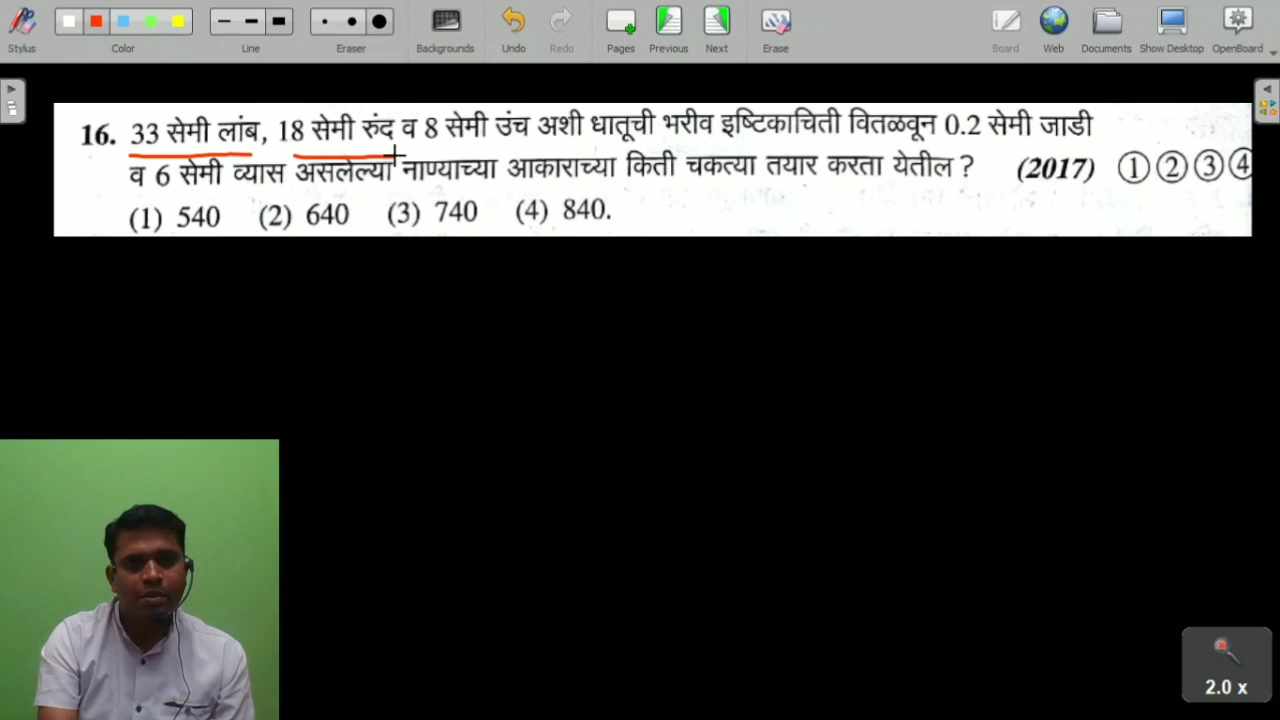 Stylus Color Line Eraser Backgrounds Undo Redo Pages Previous Next Erase Board Web Documents Show Desktop OpenBoard
16. 33 सेमी लांब, 18 सेमी रुंद व 8 सेमी उंच अशी धातूची भरीव इष्टिकाचिती वितळवून 0.2 सेमी जाडी
व 6 सेमी व्यास असलेल्या नाण्याच्या आकाराच्या किती चकत्या तयार करता येतील ? (2017) ① ② ③ ④
(1) 540 (2) 640 (3) 740 (4) 840.
2.0 x